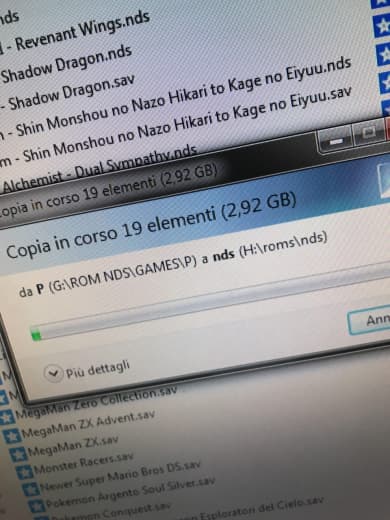 nds
- Revenant Wings.nds
Shadow Dragon.nds
- Shadow Dragon.sav
- Shin Monshou no Nazo Hikari to Kage no Eiyuu.nds
m - Shin Monshou no Nazo Hikari to Kage no Eiyuu.sav
Alchemist - Dual Sympathy.nds
opia in corso 19 elementi (2,92 GB)
Copia in corso 19 elementi (2,92 GB)
da P (G:\ROM NDS\GAMES\P) a nds (H:\roms\nds)
Ann
Più dettagli
MegaMan Zero Collection.sav
MegaMan ZX Advent.sav
MegaMan ZX.sav
Monster Racers.sav
Newer Super Mario Bros DS.sav
Pokemon Argento Soul Silver.sav
Pokemon Conquest.sav
on Esploratori del Cielo.sav